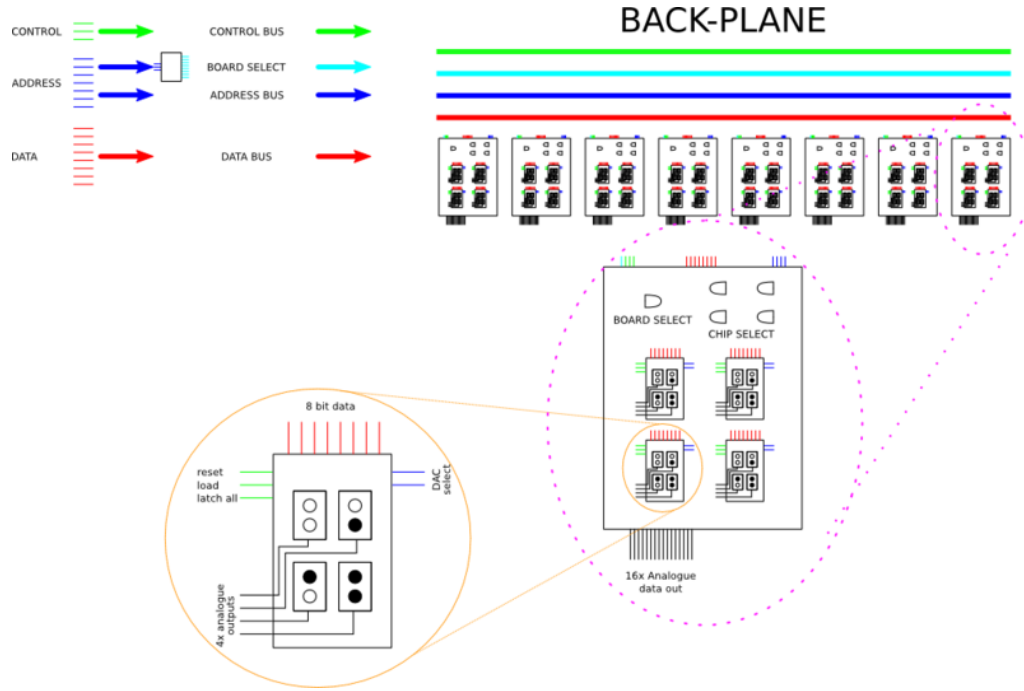 BACK-PLANE
CONTROL
CONTROL BUS
BOARD SELECT
ADDRESS
ADDRESS BUS
DATA
DATA BUS
BOARD SELECT
CHIP SELECT
8 bit data
reset
load
latch all
DAC
select
4x analogue
outputs
16x Analogue
data out